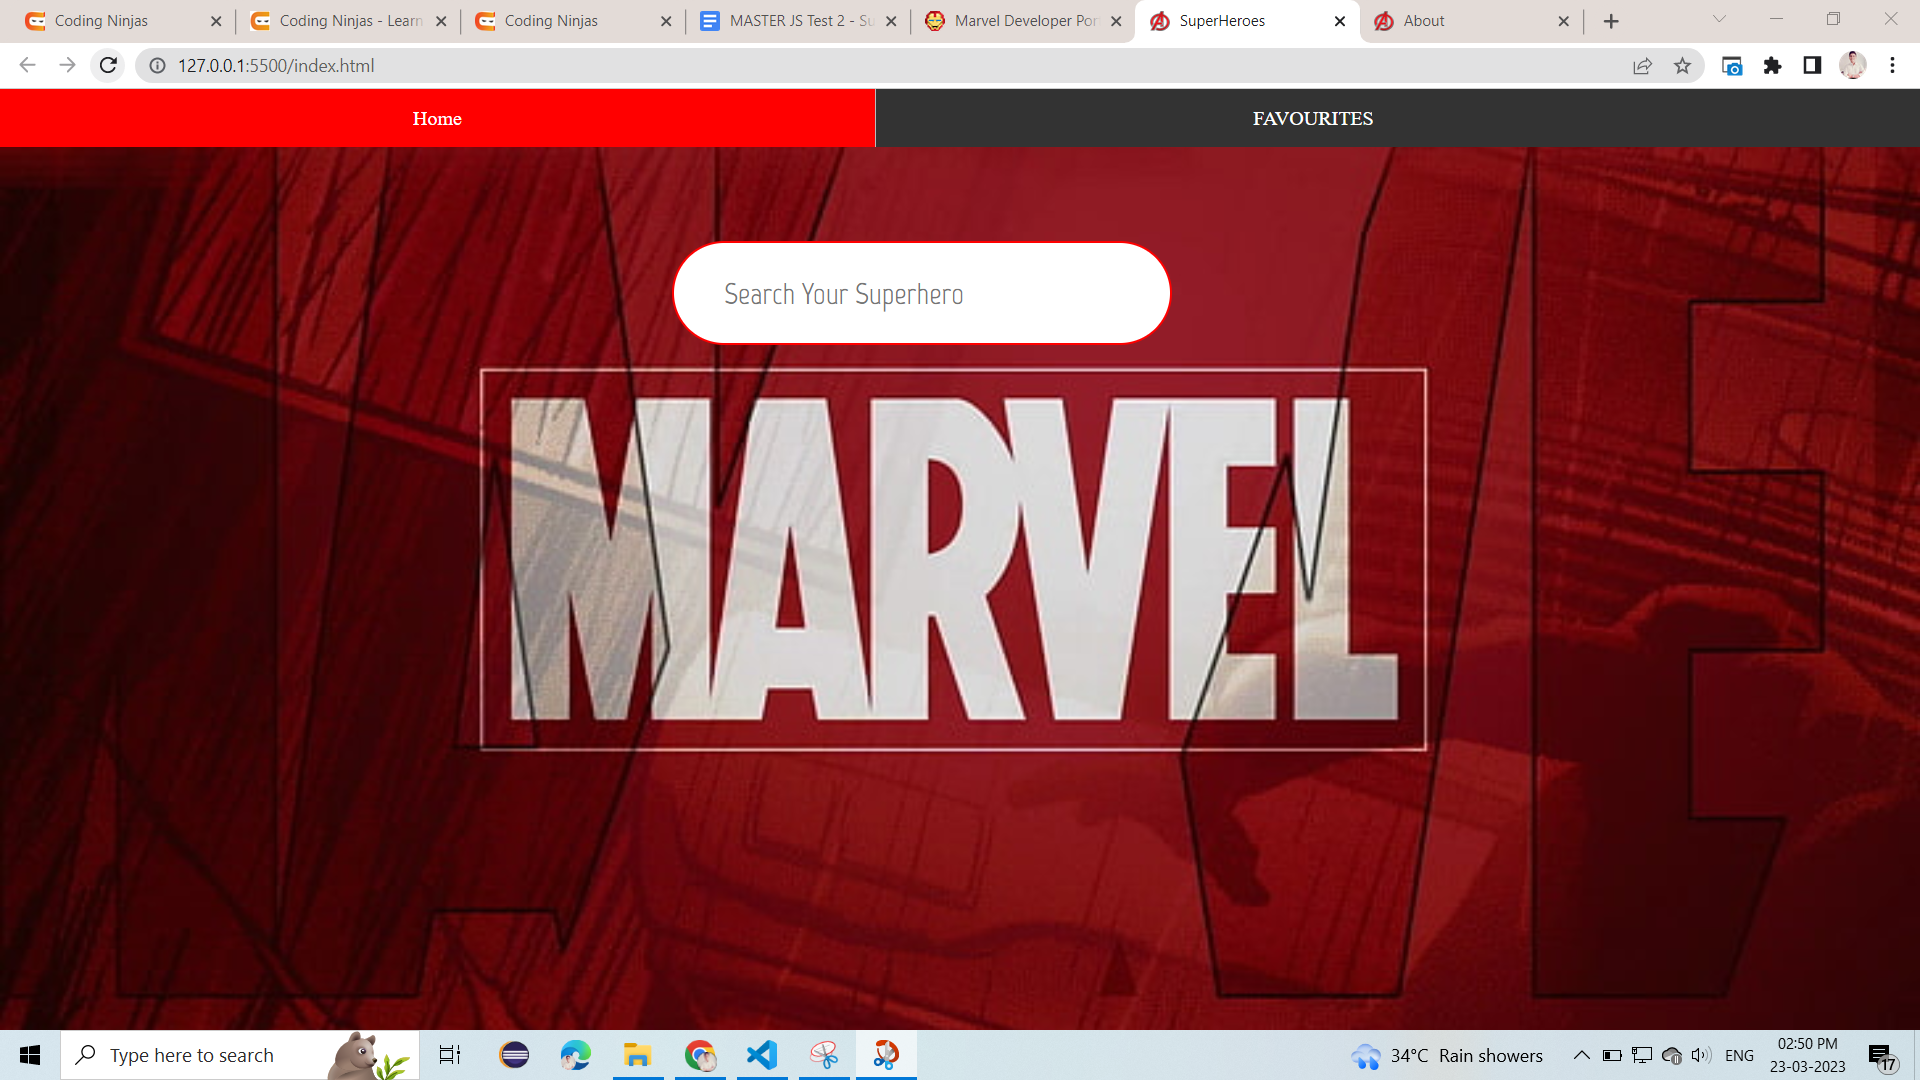 Coding Ninjas
Coding Ninjas - Learn
Coding Ninjas
MASTER JS Test 2 - Su
Marvel Developer Por
SuperHeroes
About
127.0.0.1:5500/index.html
Home
FAVOURITES
Search Your Superhero
MARVEL
Type here to search
34°C Rain showers
ENG
02:50 PM
23-03-2023
17